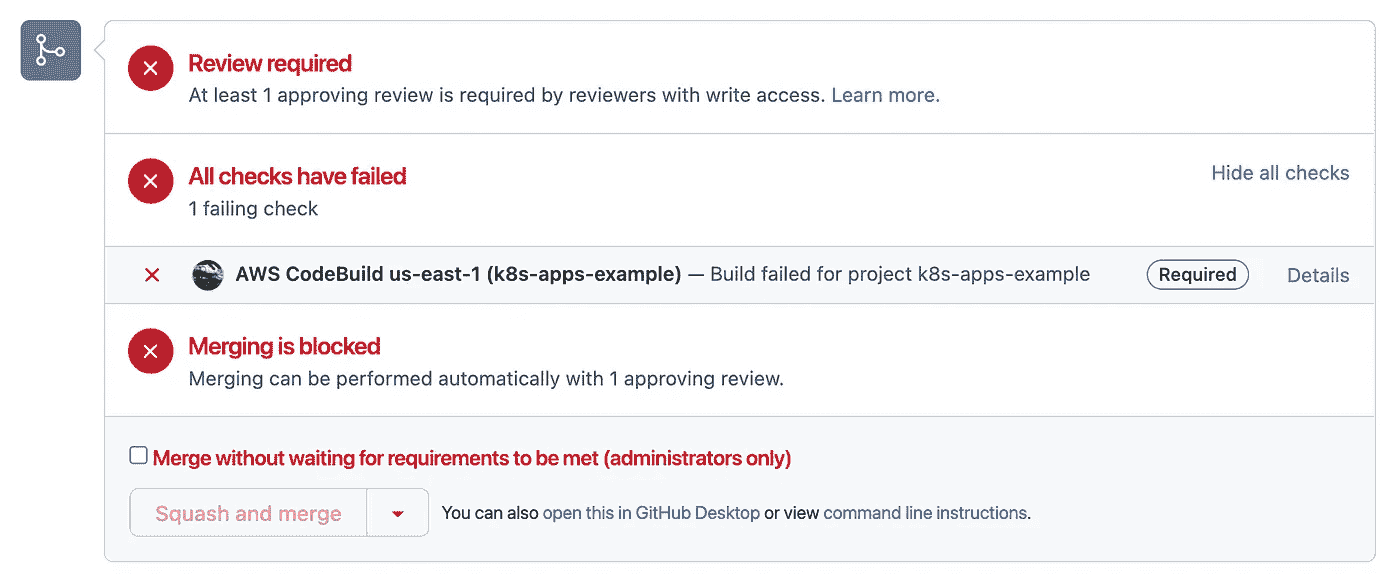 Review required
At least 1 approving review is required by reviewers with write access. Learn more.
All checks have failed
Hide all checks
1 failing check
AWS CodeBuild us-east-1 (k8s-apps-example) — Build failed for project k8s-apps-example Required Details
Merging is blocked
Merging can be performed automatically with 1 approving review.
Merge without waiting for requirements to be met (administrators only)
Squash and merge You can also open this in GitHub Desktop or view command line instructions.